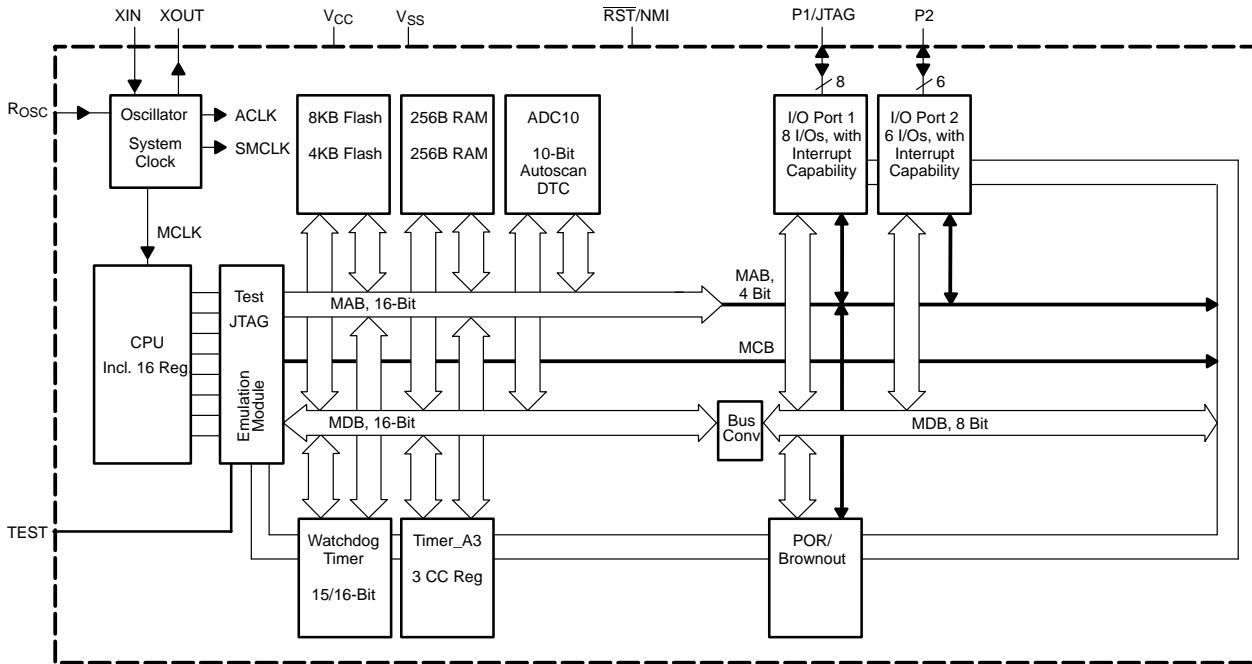 XIN
XOUT
VCC
VSS
RST/NMI
P1/JTAG
P2
8
6
ROSC
Oscillator
System
Clock
ACLK
SMCLK
8KB Flash
4KB Flash
256B RAM
256B RAM
ADC10
10-Bit
Autoscan
DTC
I/O Port 1
8 I/Os, with
Interrupt
Capability
I/O Port 2
6 I/Os, with
Interrupt
Capability
MCLK
CPU
Incl. 16 Reg.
Test
JTAG
Emulation
Module
MAB, 16-Bit
MAB,
4 Bit
MCB
MDB, 16-Bit
Bus
Conv
MDB, 8 Bit
TEST
Watchdog
Timer
15/16-Bit
Timer_A3
3 CC Reg
POR/
Brownout